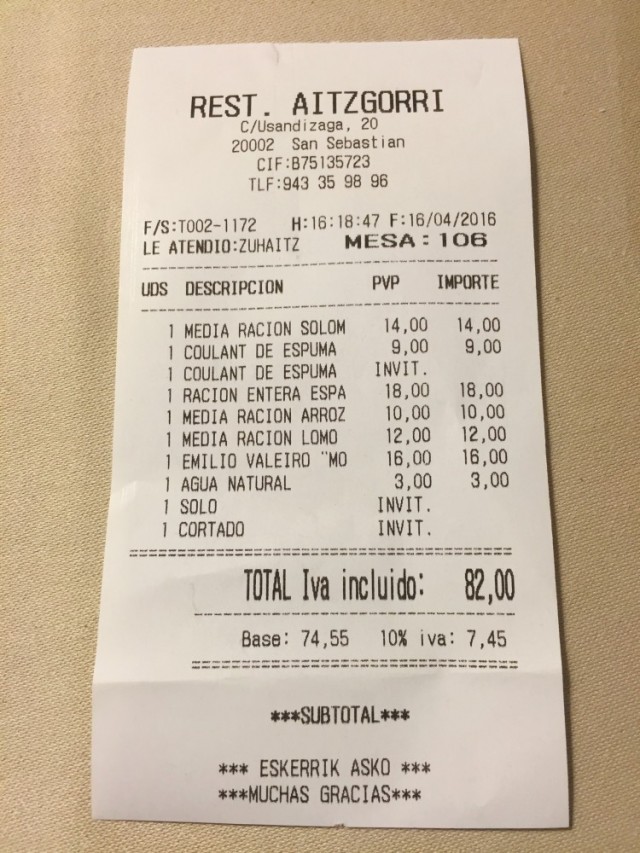 REST. AITZGORRI
C/Usandizaga, 20
20002 San Sebastian
CIF:B75135723
TLF:943 35 98 96
F/S:T002-1172 H:16:18:47 F:16/04/2016
LE ATENDIO:ZUHAITZ MESA: 106
UDS DESCRIPCION PVP IMPORTE
1 MEDIA RACION SOLOM 14,00 14,00
1 COULANT DE ESPUMA 9,00 9,00
1 COULANT DE ESPUMA INVIT.
1 RACION ENTERA ESPA 18,00 18,00
1 MEDIA RACION ARROZ 10,00 10,00
1 MEDIA RACION LOMO 12,00 12,00
1 EMILIO VALEIRO ¨MO 16,00 16,00
1 AGUA NATURAL 3,00 3,00
1 SOLO INVIT.
1 CORTADO INVIT.
TOTAL Iva incluido: 82,00
Base: 74,55 10% iva: 7,45
***SUBTOTAL***
*** ESKERRIK ASKO ***
***MUCHAS GRACIAS***